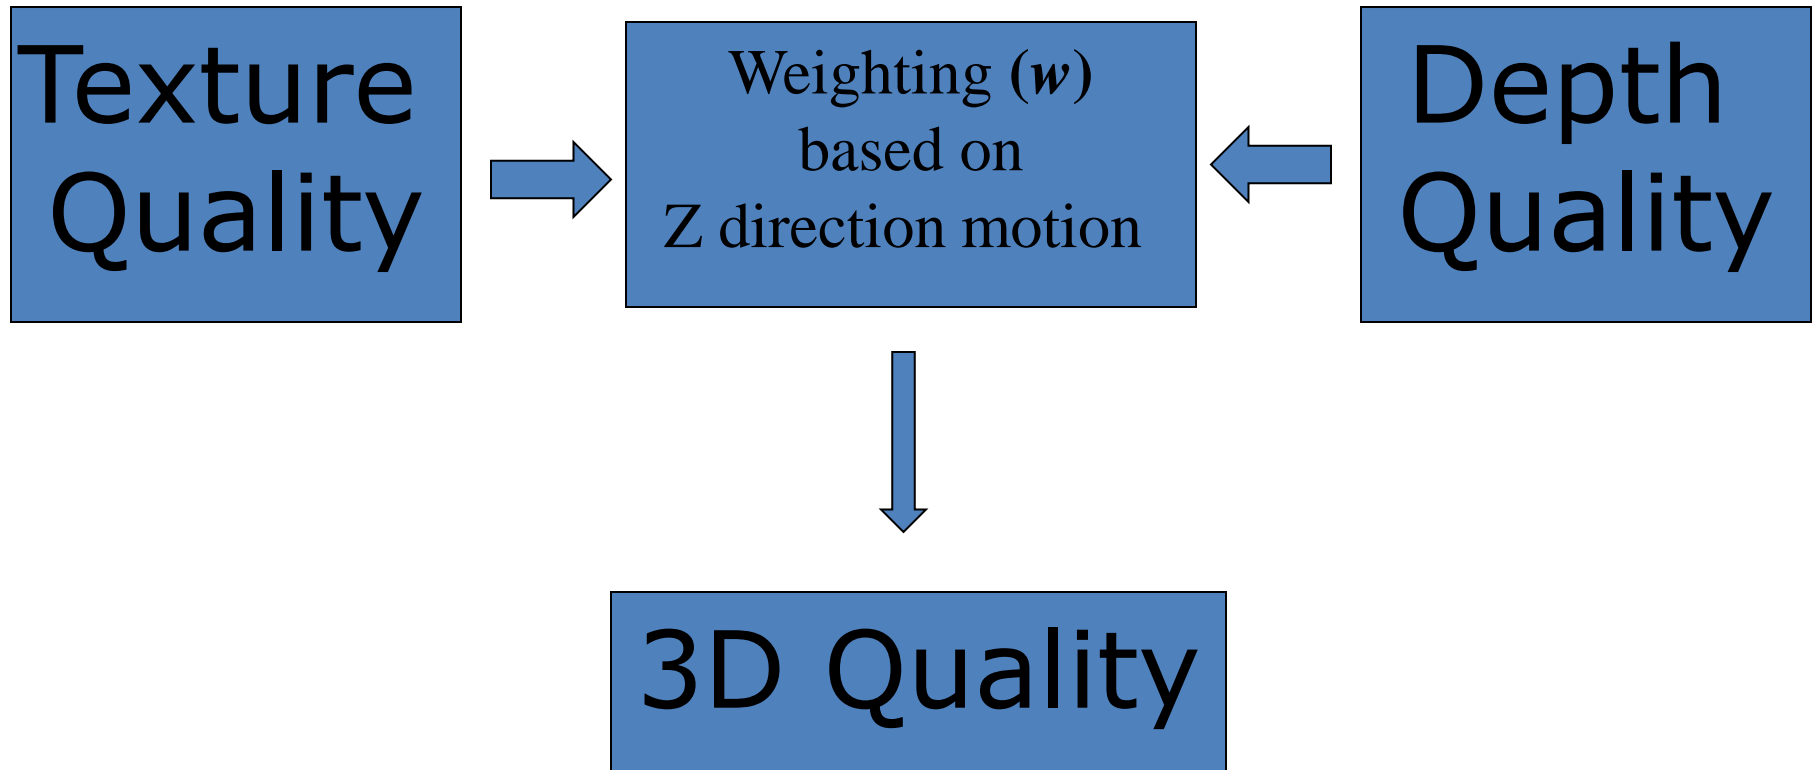 Texture
Quality
Weighting (w)
based on
Z direction motion
Depth
Quality
3D Quality